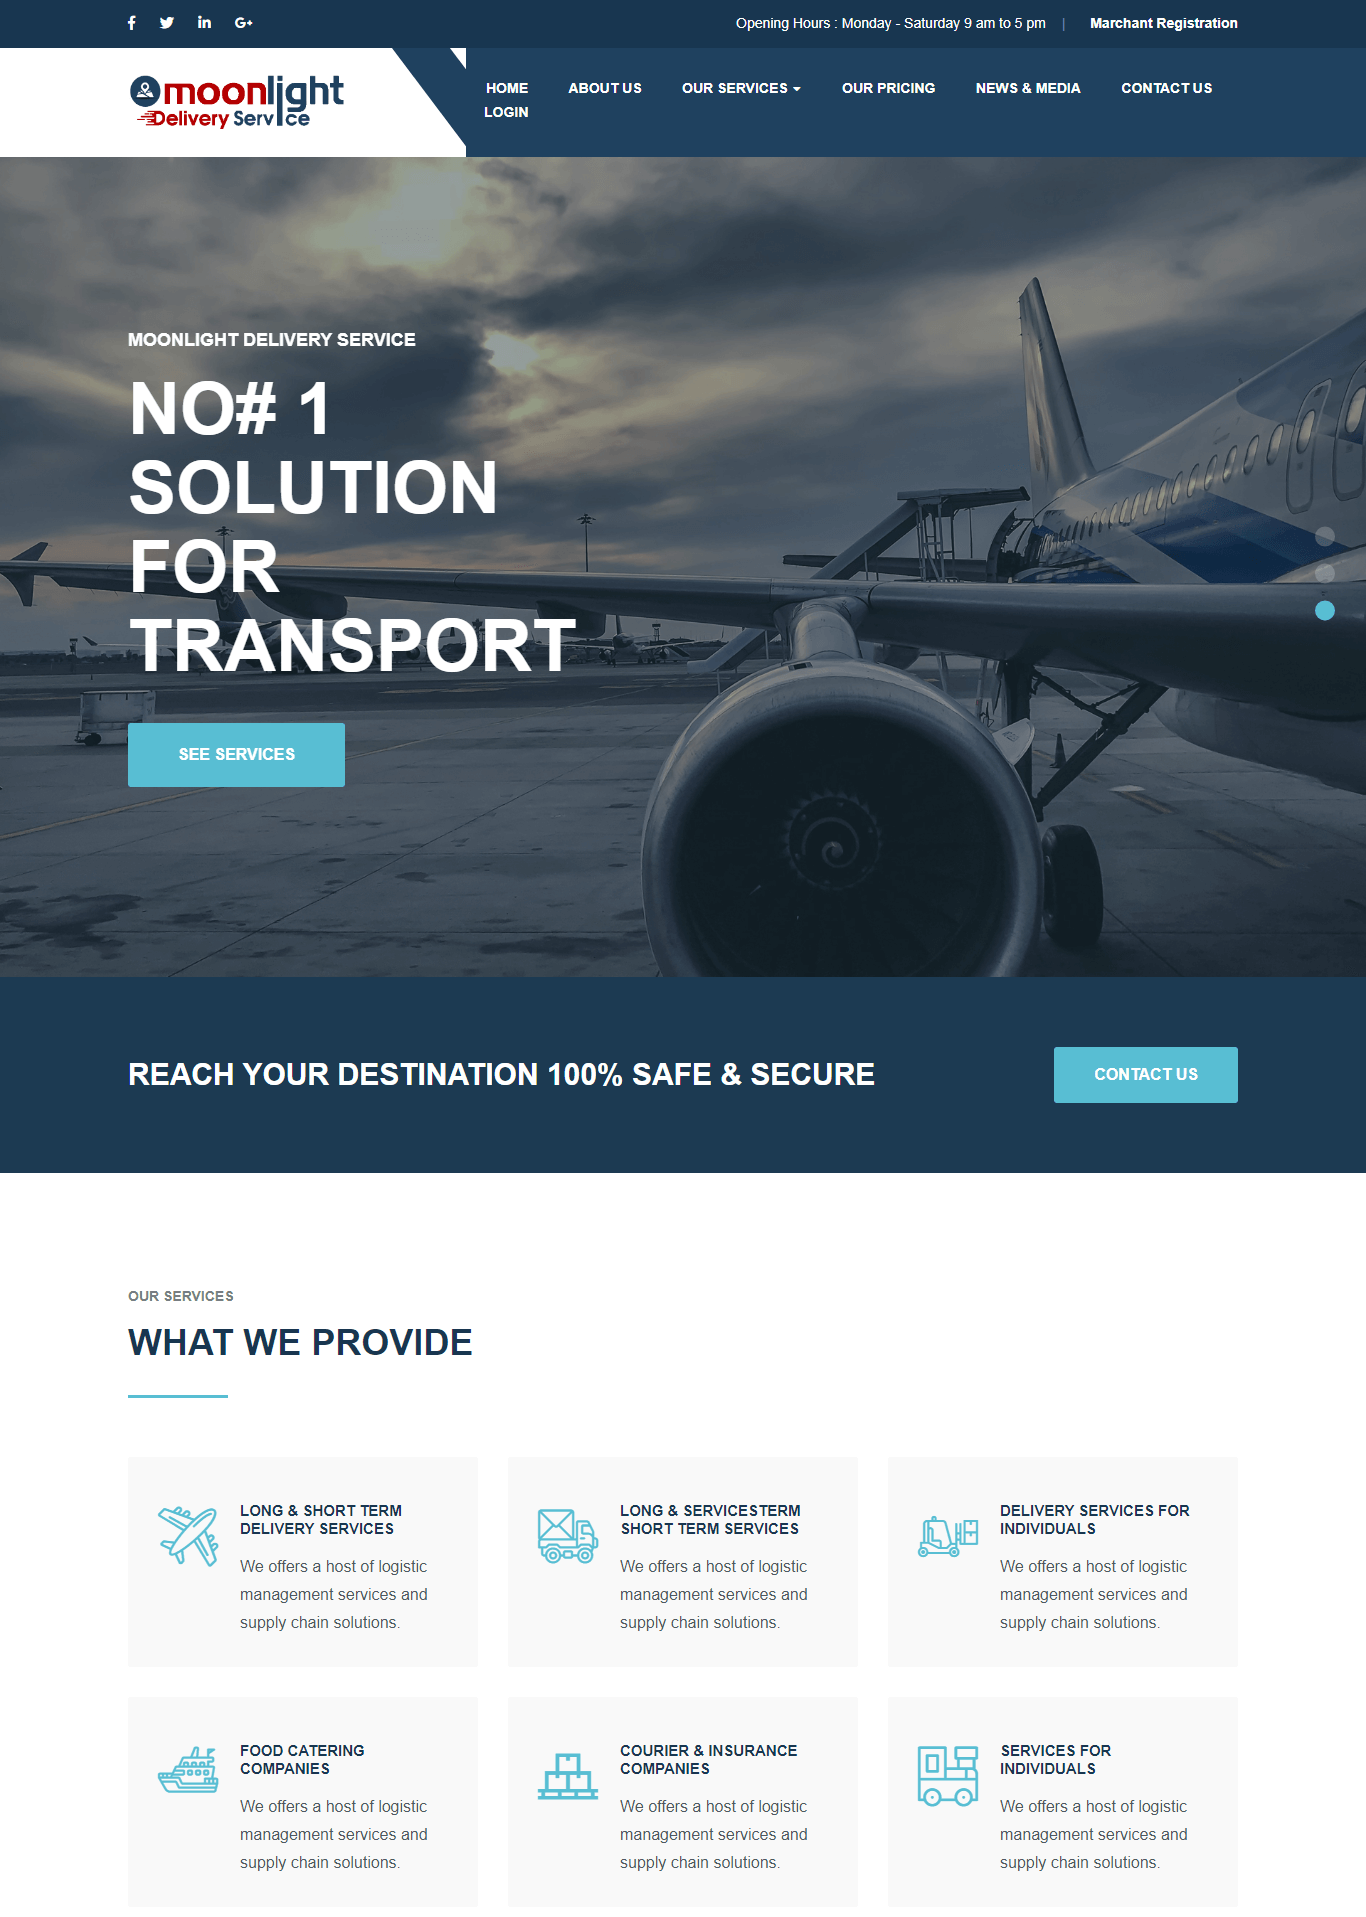 Opening Hours : Monday - Saturday 9 am to 5 pm | Marchant Registration
moonlight
Delivery Service
HOME ABOUT US OUR SERVICES OUR PRICING NEWS & MEDIA CONTACT US
LOGIN
MOONLIGHT DELIVERY SERVICE
NO# 1
SOLUTION
FOR
TRANSPORT
SEE SERVICES
REACH YOUR DESTINATION 100% SAFE & SECURE
CONTACT US
OUR SERVICES
WHAT WE PROVIDE
LONG & SHORT TERM
DELIVERY SERVICES
We offers a host of logistic
management services and
supply chain solutions.
LONG & SERVICESTERM
SHORT TERM SERVICES
We offers a host of logistic
management services and
supply chain solutions.
DELIVERY SERVICES FOR
INDIVIDUALS
We offers a host of logistic
management services and
supply chain solutions.
FOOD CATERING
COMPANIES
We offers a host of logistic
management services and
supply chain solutions.
COURIER & INSURANCE
COMPANIES
We offers a host of logistic
management services and
supply chain solutions.
SERVICES FOR
INDIVIDUALS
We offers a host of logistic
management services and
supply chain solutions.